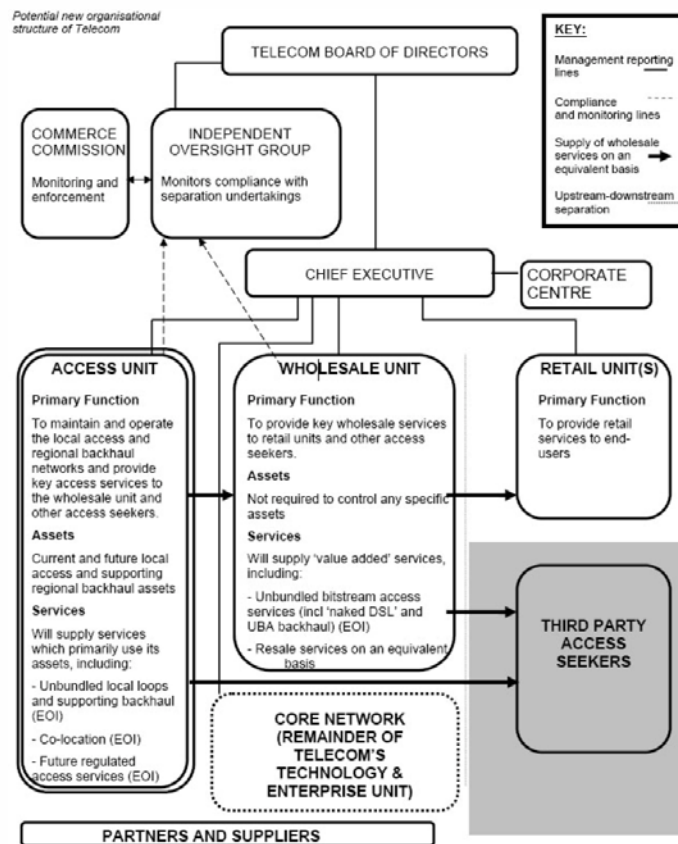 Potential new organisational
structure of Telecom
TELECOM BOARD OF DIRECTORS
KEY:
Management reporting
lines
Compliance
and monitoring lines
Supply of wholesale
services on an
equivalent basis
Upstream-downstream
separation
COMMERCE
COMMISSION
Monitoring and
enforcement
INDEPENDENT
OVERSIGHT GROUP
Monitors compliance with
separation undertakings
CHIEF EXECUTIVE
CORPORATE
CENTRE
ACCESS UNIT
Primary Function
To maintain and operate
the local access and
regional backhaul
networks and provide
key access services to
the wholesale unit and
other access seekers.
Assets
Current and future local
access and supporting
regional backhaul assets
Services
Will supply services
which primarily use its
assets, including:
- Unbundled local loops
and supporting backhaul
(EOI)
- Co-location (EOI)
- Future regulated
access services (EOI)
WHOLESALE UNIT
Primary Function
To provide key wholesale services
to retail units and other access
seekers.
Assets
Not required to control any specific
assets
Services
Will supply 'value added' services,
including:
- Unbundled bitstream access
services (incl 'naked DSL' and
UBA backhaul) (EOI)
- Resale services on an equivalent
basis
RETAIL UNIT(S)
Primary Function
To provide retail
services to end-
users
THIRD PARTY
ACCESS
SEEKERS
CORE NETWORK
(REMAINDER OF
TELECOM'S
TECHNOLOGY &
ENTERPRISE UNIT)
PARTNERS AND SUPPLIERS